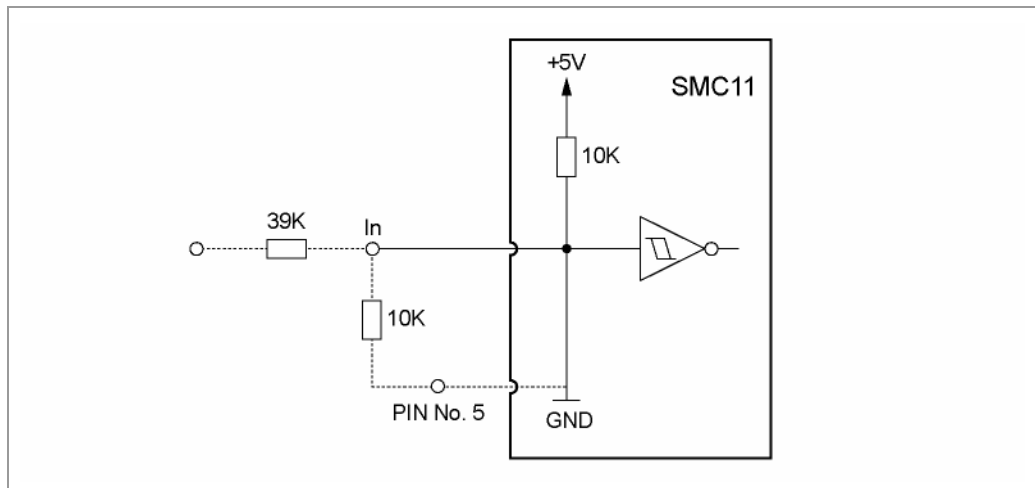 +5V
SMC11
10K
39K
In
10K
PIN No. 5
GND